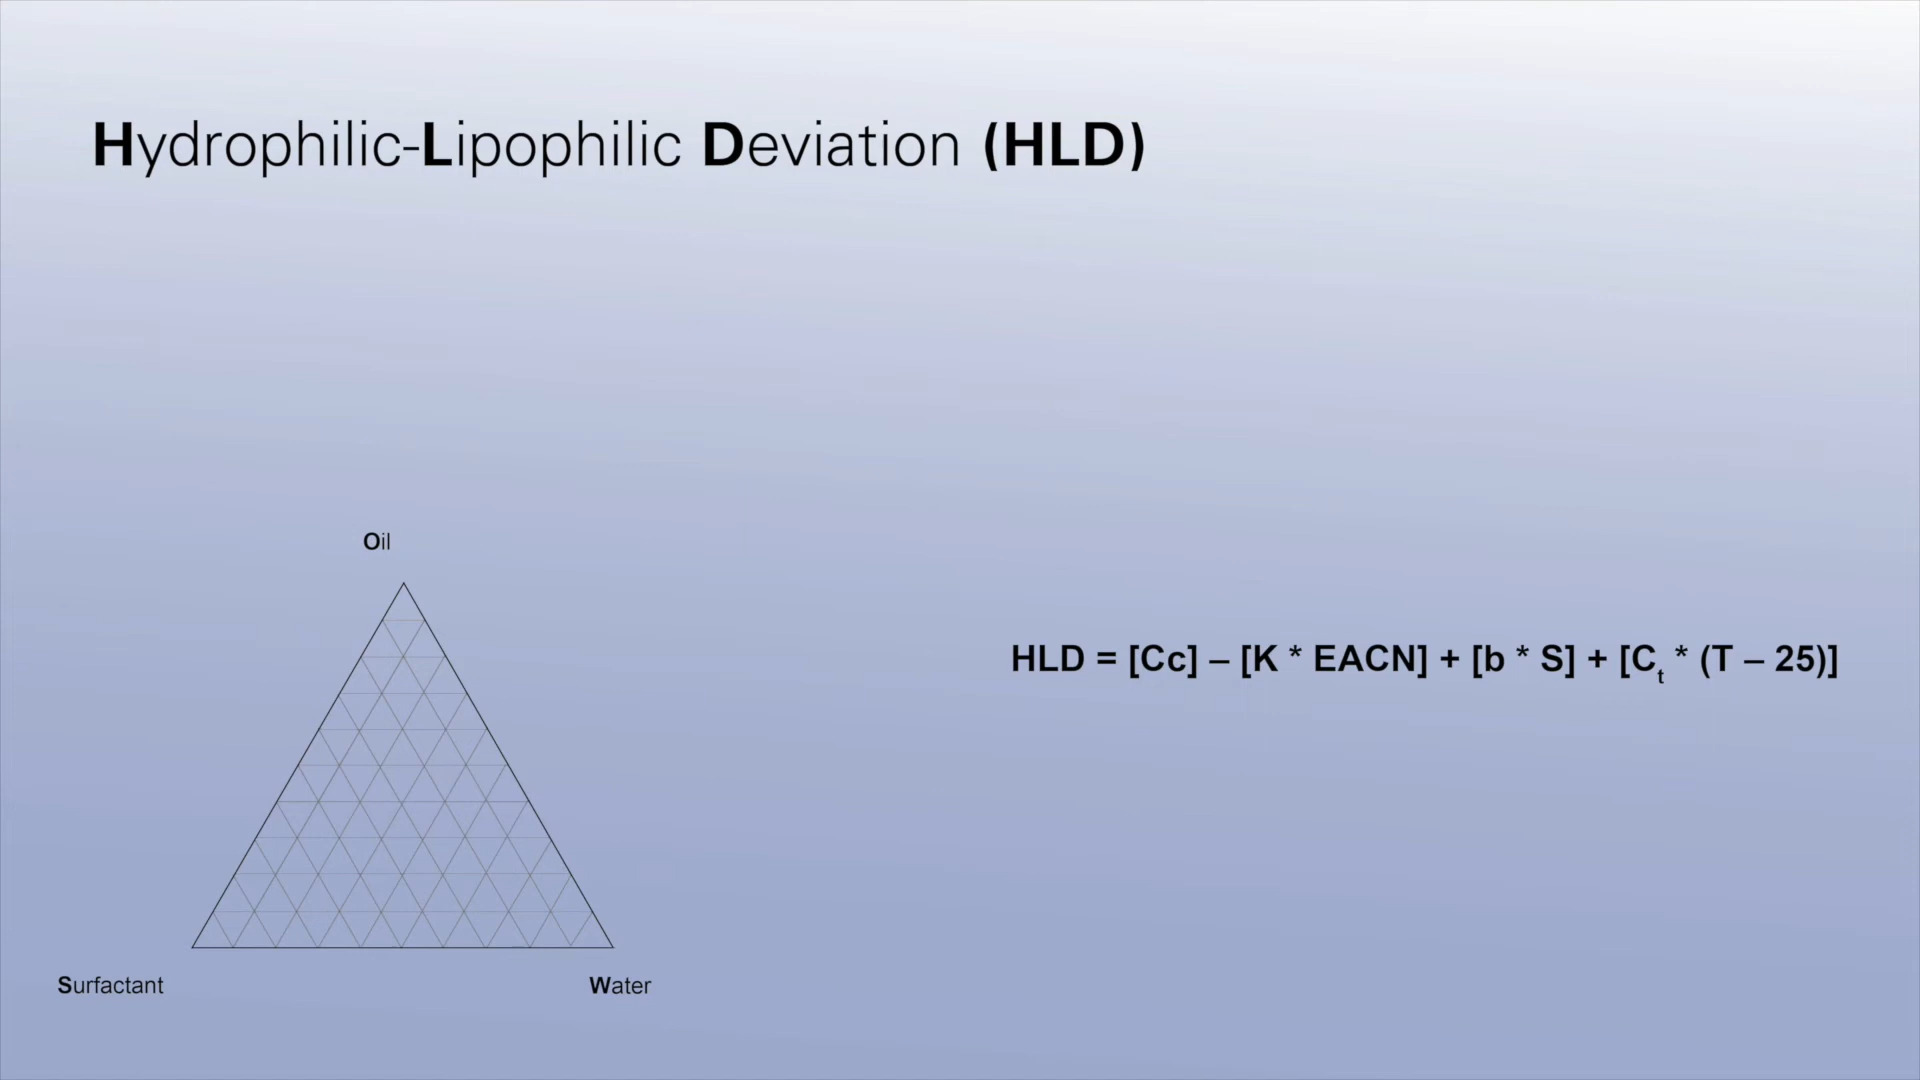 Hydrophilic-Lipophilic Deviation (HLD)
Oil
HLD = [Cc] – [K * EACN] + [b * S] + [Ct * (T – 25)]
Surfactant
Water